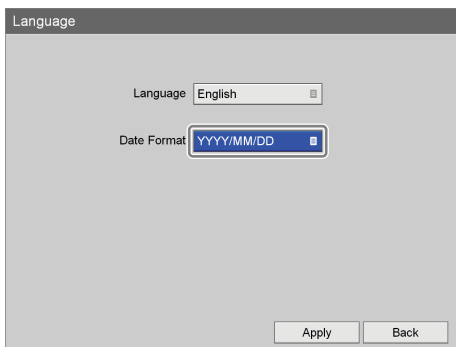 Language
Language English
Date Format YYYY/MM/DD
Apply Back